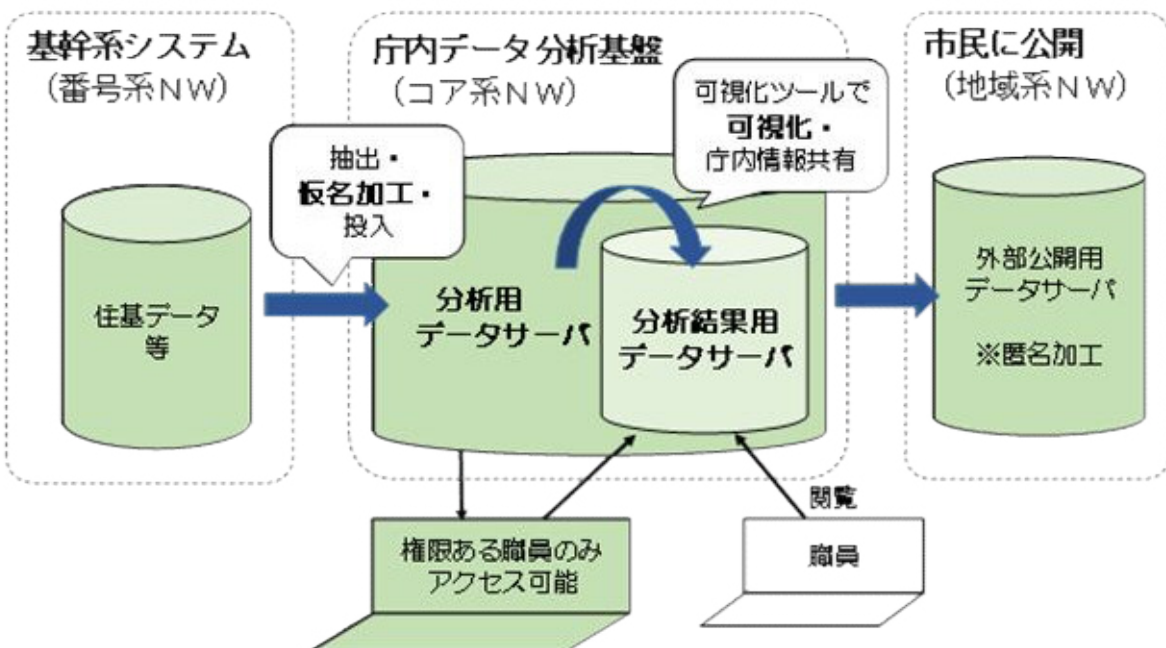 基幹系システム
（番号系ＮＷ）
庁内データ分析基盤
（コア系ＮＷ）
市民に公開
（地域系ＮＷ）
抽出・
仮名加工・
投入
可視化ツールで
可視化・
庁内情報共有
住基データ
等
分析用
データサーバ
分析結果用
データサーバ
外部公開用
データサーバ
※匿名加工
閲覧
権限ある職員のみ
アクセス可能
職員